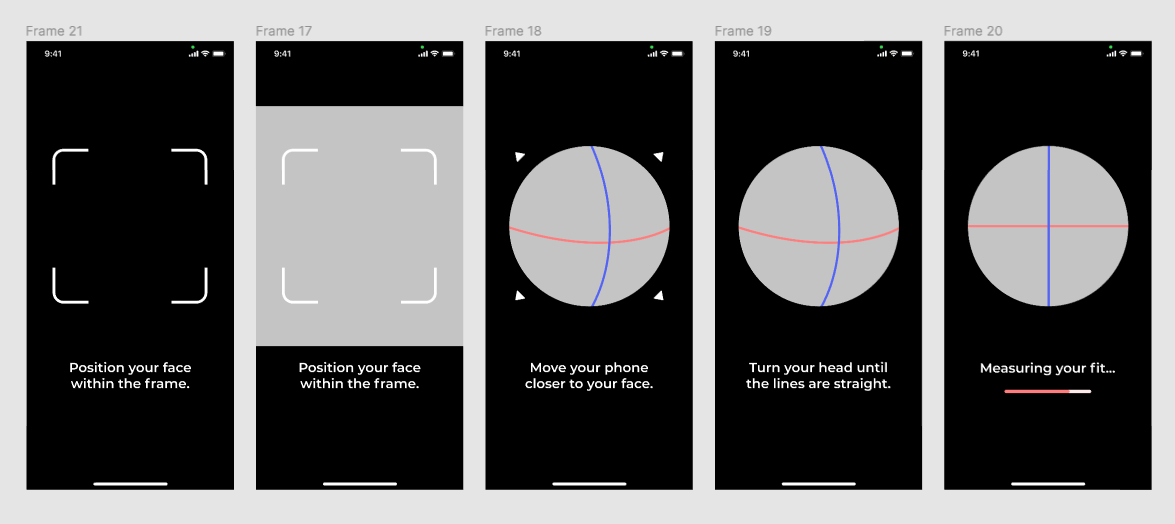 Frame 21
Frame 17
Frame 18
Frame 19
Frame 20
9:41
9:41
9:41
9:41
9:41
Position your face
within the frame.
Position your face
within the frame.
Move your phone
closer to your face.
Turn your head until
the lines are straight.
Measuring your fit...